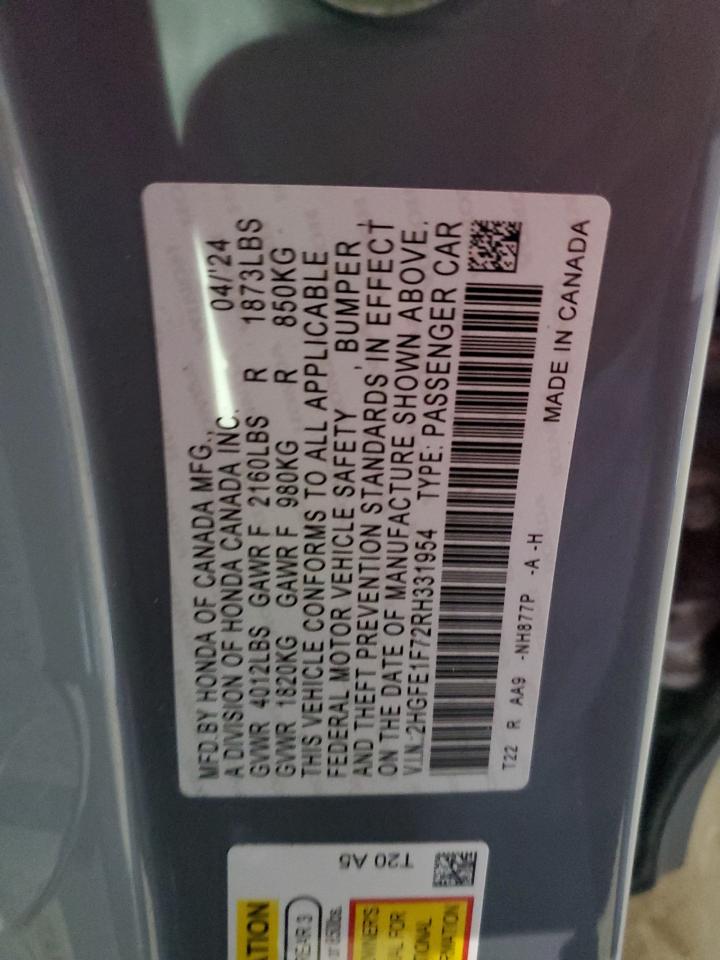 MFD.BY HONDA OF CANADA MFG.,
A DIVISION OF HONDA CANADA INC. 04/'24
GVWR 4012LBS GAWR F 2160LBS R 1873LBS
GVWR 1820KG GAWR F 980KG R 850KG
THIS VEHICLE CONFORMS TO ALL APPLICABLE
FEDERAL MOTOR VEHICLE SAFETY , BUMPER ,
AND THEFT PREVENTION STANDARDS IN EFFECT
ON THE DATE OF MANUFACTURE SHOWN ABOVE.
V.I.N.:2HGFE1F72RH331954 TYPE: PASSENGER CAR
T22 R AA9 -NH877P -A -H MADE IN CANADA
T20 A5